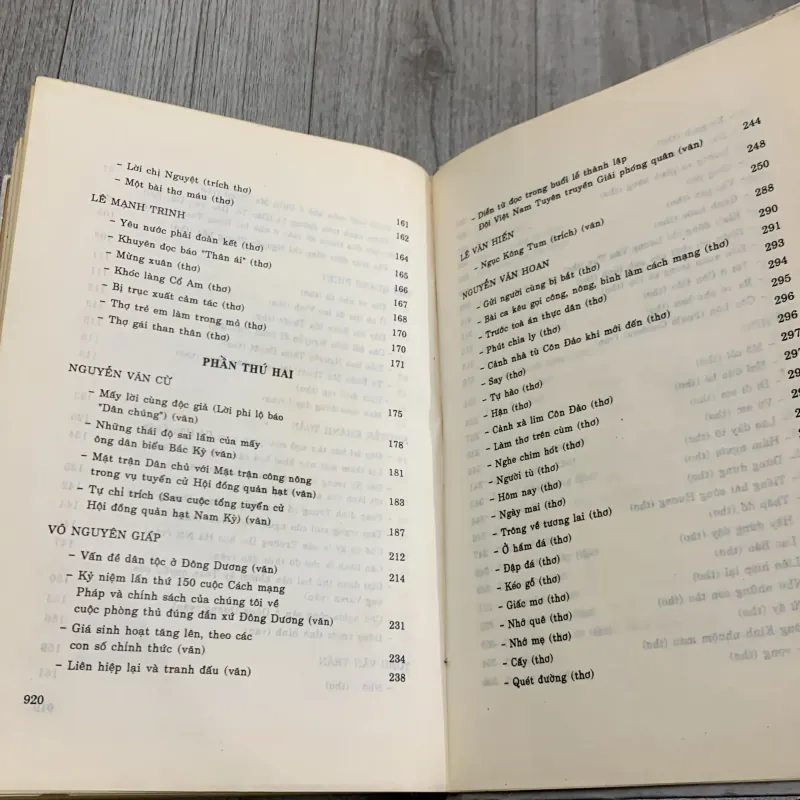 - Lời chị Nguyệt (trích thơ) 161
- Một bài thơ máu (thơ) 162
LÊ MẠNH TRINH
- Yêu nước phải đoàn kết (thơ) 164
- Khuyên đọc báo "Thân ái" (thơ) 165
- Mừng xuân (thơ) 166
- Khóc làng Cổ Am (thơ) 167
- Bị trục xuất cảm tác (thơ) 168
- Thợ trẻ em làm trong mỏ (thơ) 170
- Thợ gái than thân (thơ) 170
171
PHẦN THỨ HAI
NGUYỄN VĂN CỪ
- Mấy lời cùng độc giả (Lời phi lộ báo
"Dân chúng") (văn) 175
- Những thái độ sai lầm của mấy
ông dân biểu Bắc Kỳ (văn) 178
- Mặt trận Dân chủ với Mặt trận công nông
trong vụ tuyển cử Hội đồng quản hạt (văn) 181
- Tự chỉ trích (Sau cuộc tổng tuyển cử
Hội đồng quản hạt Nam Kỳ) (văn) 183
VÕ NGUYÊN GIÁP 187
- Vấn đề dân tộc ở Đông Dương (văn) 212
- Kỷ niệm lần thứ 150 cuộc Cách mạng 214
Pháp và chính sách của chúng tôi về
cuộc phòng thủ đúng đắn xứ Đông Dương (văn) 231
- Giá sinh hoạt tăng lên, theo các
con số chính thức (văn) 234
- Liên hiệp lại và tranh đấu (văn) 238
920
- Diễn từ đọc trong buổi lễ thành lập 244
Đội Việt Nam Tuyên truyền Giải phóng quân (văn) 248
LÊ VĂN HIẾN 250
- Ngục Kông Tum (trích) (văn) 288
NGUYỄN VĂN HOAN 290
- Gửi người cùng bị bắt (thơ) 291
- Bài ca kêu gọi công, nông, binh làm cách mạng (thơ) 293
- Trước toà án thực dân (thơ) 294
- Phút chia ly (thơ) 295
- Cảnh nhà tù Côn Đảo khi mới đến (thơ) 296
- Say (thơ) 296
- Tự hào (thơ)
- Hận (thơ)
- Cảnh xà lim Côn Đảo (thơ)
- Làm thơ trên cùm (thơ)
- Nghe chim hót (thơ)
- Người tù (thơ)
- Hôm nay (thơ)
- Ngày mai (thơ)
- Trông về tương lai (thơ)
- Ở hầm đá (thơ)
- Đập đá (thơ)
- Kéo gỗ (thơ)
- Giấc mơ (thơ)
- Nhớ quê (thơ)
- Nhớ mẹ (thơ)
- Cấy (thơ)
- Quét đường (thơ)